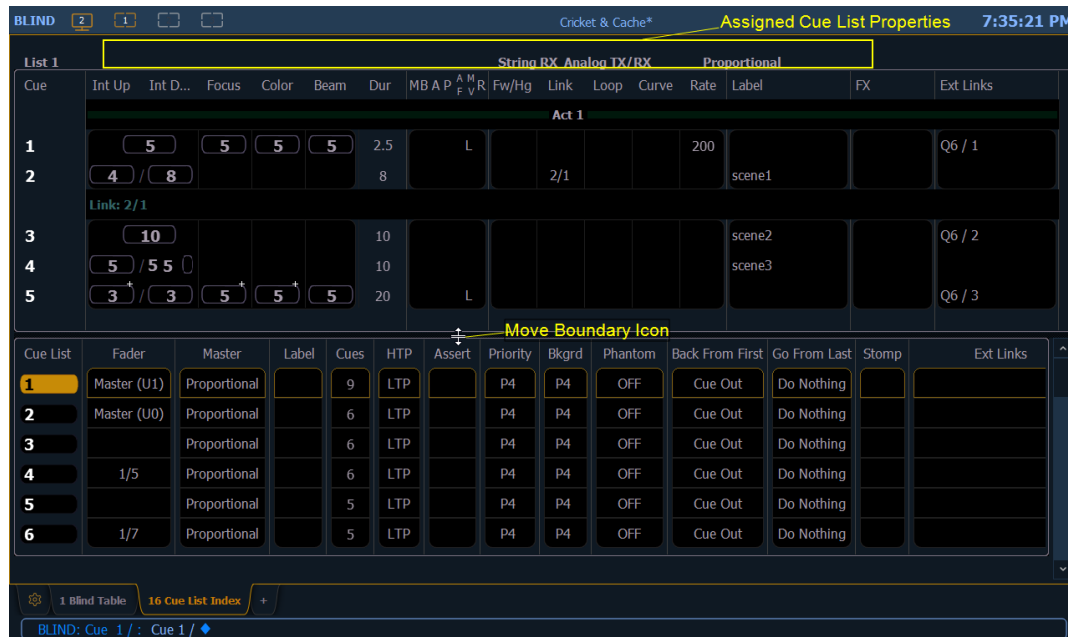 BLIND 2 1 Cricket & Cache* Assigned Cue List Properties 7:35:21 PM
List 1 String RX Analog TX/RX Proportional
Cue Int Up Int D... Focus Color Beam Dur M B A P A F M V R Fw/Hg Link Loop Curve Rate Label FX Ext Links
Act 1
1 5 5 5 5 2.5 L 200 Q6 / 1
2 4 / 8 8 2/1 scene1
Link: 2/1
3 10 10 scene2 Q6 / 2
4 5 / 5 5 10 scene3
5 3 + / 3 5 + 5 + 5 20 L Q6 / 3
Move Boundary Icon
Cue List Fader Master Label Cues HTP Assert Priority Bkgrd Phantom Back From First Go From Last Stomp Ext Links
1 Master (U1) Proportional 9 LTP P4 P4 OFF Cue Out Do Nothing
2 Master (U0) Proportional 6 LTP P4 P4 OFF Cue Out Do Nothing
3 Proportional 6 LTP P4 P4 OFF Cue Out Do Nothing
4 1/5 Proportional 6 LTP P4 P4 OFF Cue Out Do Nothing
5 Proportional 5 LTP P4 P4 OFF Cue Out Do Nothing
6 1/7 Proportional 5 LTP P4 P4 OFF Cue Out Do Nothing
1 Blind Table 16 Cue List Index +
BLIND: Cue 1 / : Cue 1 / ♦